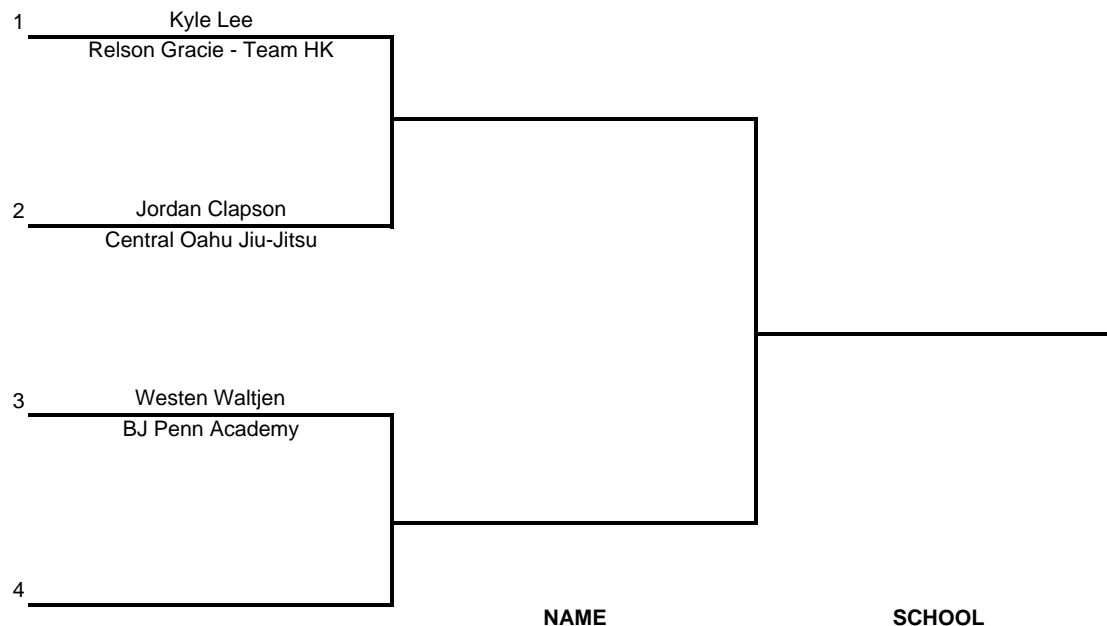 1
Kyle Lee
Relson Gracie - Team HK
2
Jordan Clapson
Central Oahu Jiu-Jitsu
3
Westen Waltjen
BJ Penn Academy
4
NAME SCHOOL